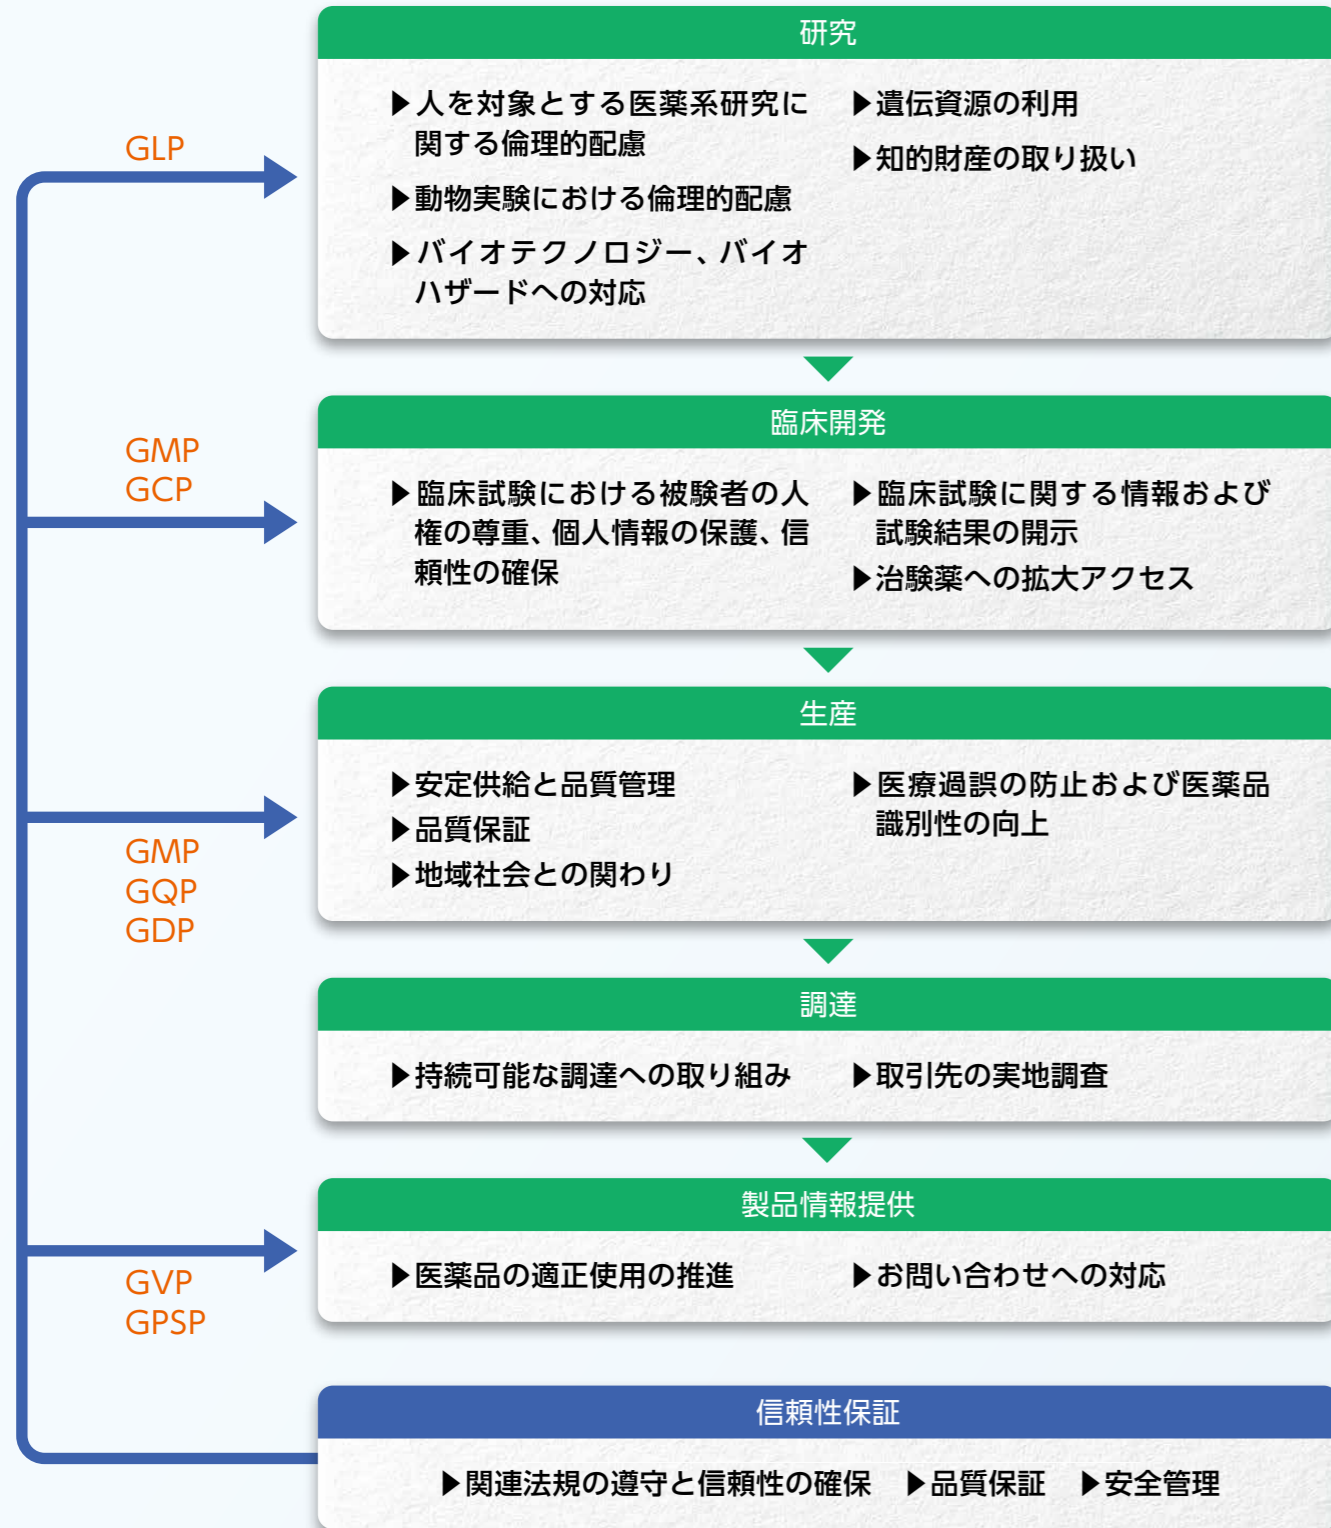 研究
▶人を対象とする医薬系研究に
関する倫理的配慮
▶動物実験における倫理的配慮
▶バイオテクノロジー、バイオ
ハザードへの対応
▶遺伝資源の利用
▶知的財産の取り扱い
GLP
臨床開発
▶臨床試験における被験者の人
権の尊重、個人情報の保護、信
頼性の確保
▶臨床試験に関する情報および
試験結果の開示
▶治験薬への拡大アクセス
GMP
GCP
生産
▶安定供給と品質管理
▶品質保証
▶地域社会との関わり
▶医療過誤の防止および医薬品
識別性の向上
GMP
GQP
GDP
調達
▶持続可能な調達への取り組み
▶取引先の実地調査
製品情報提供
▶医薬品の適正使用の推進
▶お問い合わせへの対応
GVP
GPSP
信頼性保証
▶関連法規の遵守と信頼性の確保 ▶品質保証 ▶安全管理